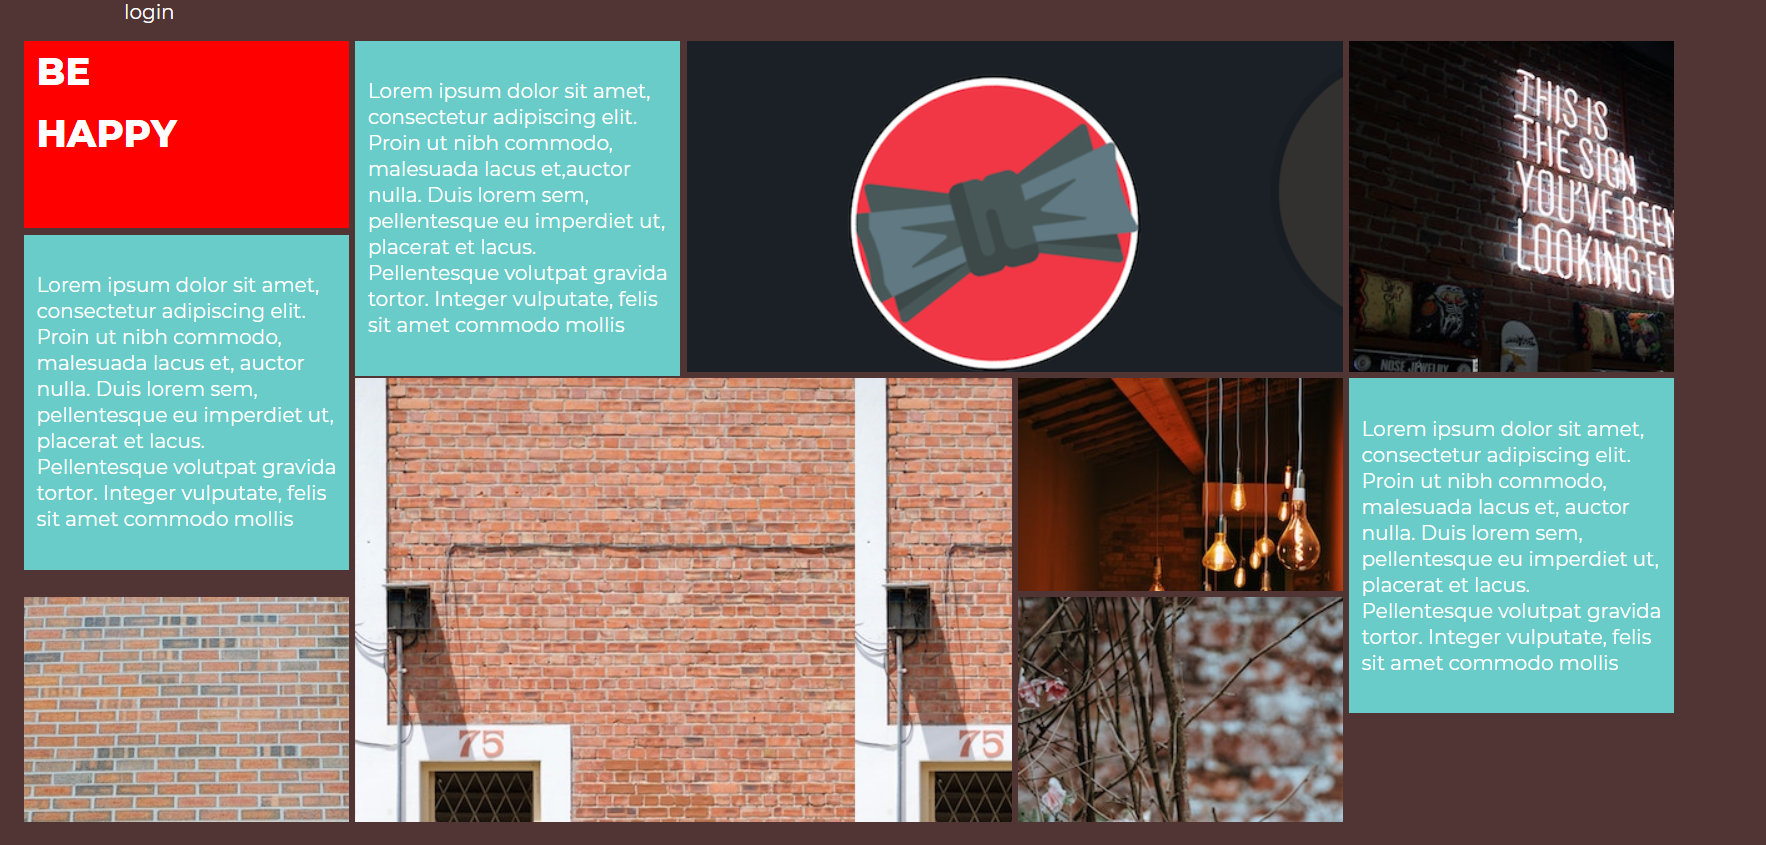 login
BE
HAPPY
Lorem ipsum dolor sit amet,
consectetur adipiscing elit.
Proin ut nibh commodo,
malesuada lacus et, auctor
nulla. Duis lorem sem,
pellentesque eu imperdiet ut,
placerat et lacus.
Pellentesque volutpat gravida
tortor. Integer vulputate, felis
sit amet commodo mollis
Lorem ipsum dolor sit amet,
consectetur adipiscing elit.
Proin ut nibh commodo,
malesuada lacus et,auctor
nulla. Duis lorem sem,
pellentesque eu imperdiet ut,
placerat et lacus.
Pellentesque volutpat gravida
tortor. Integer vulputate, felis
sit amet commodo mollis
THIS IS
THE SIGN
YOU'VE BEEN
LOOKING FO
NOSE JEWELRY
75
75
Lorem ipsum dolor sit amet,
consectetur adipiscing elit.
Proin ut nibh commodo,
malesuada lacus et, auctor
nulla. Duis lorem sem,
pellentesque eu imperdiet ut,
placerat et lacus.
Pellentesque volutpat gravida
tortor. Integer vulputate, felis
sit amet commodo mollis